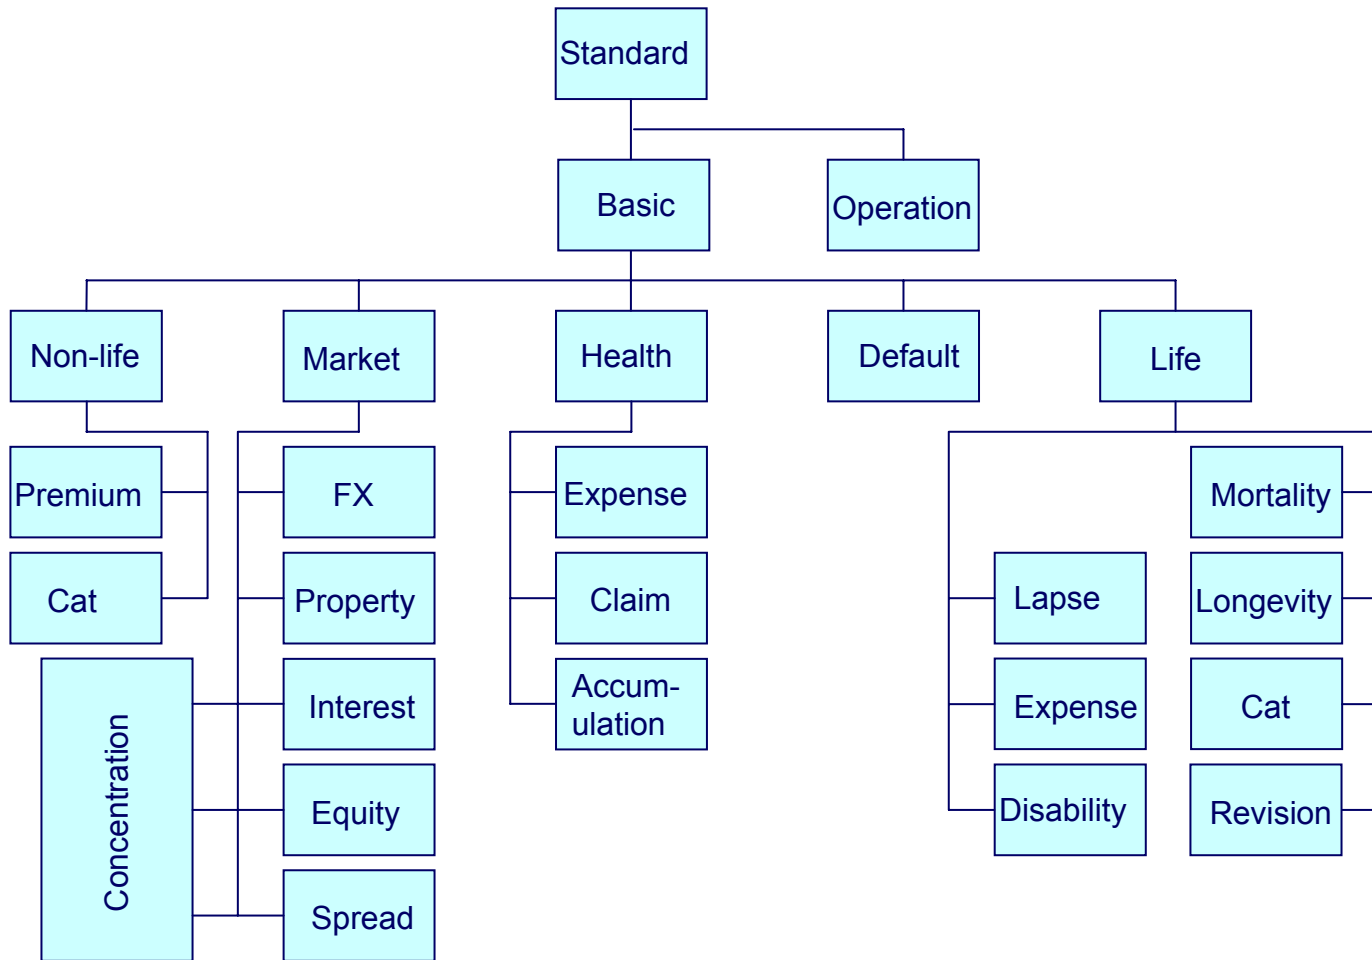 Standard
Basic
Operation
Non-life
Market
Health
Default
Life
Premium
Cat
Concentration
FX
Property
Interest
Equity
Spread
Expense
Claim
Accum-
ulation
Lapse
Expense
Disability
Mortality
Longevity
Cat
Revision